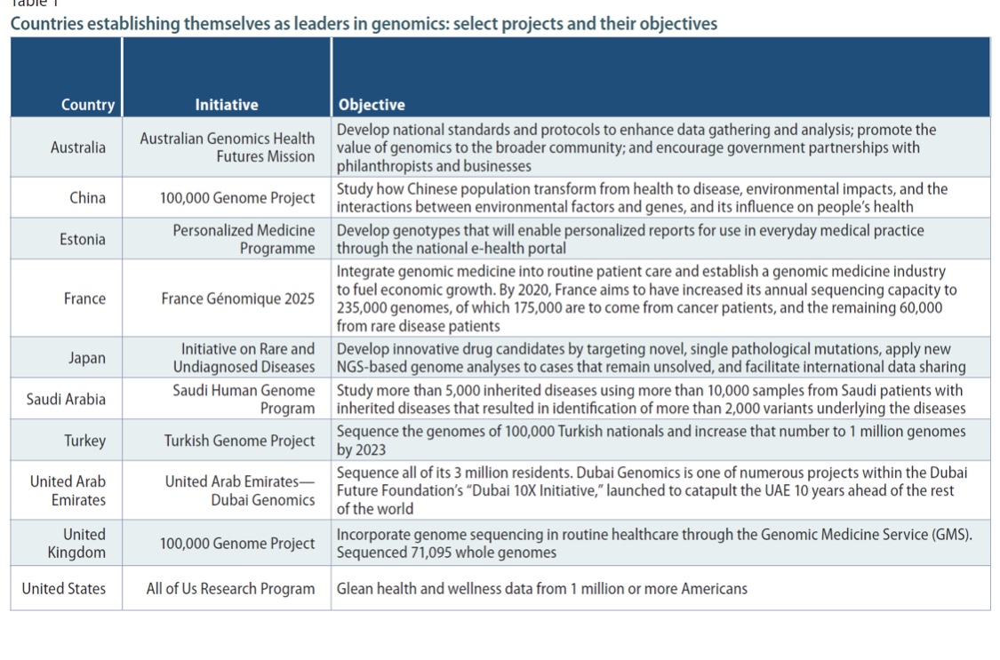 Table 1
Countries establishing themselves as leaders in genomics: select projects and their objectives
Country Initiative Objective
Australia
Australian Genomics Health
Futures Mission
Develop national standards and protocols to enhance data gathering and analysis; promote the
value of genomics to the broader community; and encourage government partnerships with
philanthropists and businesses
China
100,000 Genome Project
Study how Chinese population transform from health to disease, environmental impacts, and the
interactions between environmental factors and genes, and its influence on people's health
Estonia
Personalized Medicine
Programme
Develop genotypes that will enable personalized reports for use in everyday medical practice
through the national e-health portal
France
France Génomique 2025
Integrate genomic medicine into routine patient care and establish a genomic medicine industry
to fuel economic growth. By 2020, France aims to have increased its annual sequencing capacity to
235,000 genomes, of which 175,000 are to come from cancer patients, and the remaining 60,000
from rare disease patients
Japan
Initiative on Rare and
Undiagnosed Diseases
Develop innovative drug candidates by targeting novel, single pathological mutations, apply new
NGS-based genome analyses to cases that remain unsolved, and facilitate international data sharing
Saudi Arabia
Saudi Human Genome
Program
Study more than 5,000 inherited diseases using more than 10,000 samples from Saudi patients with
inherited diseases that resulted in identification of more than 2,000 variants underlying the diseases
Turkey
Turkish Genome Project
Sequence the genomes of 100,000 Turkish nationals and increase that number to 1 million genomes
by 2023
United Arab
Emirates
United Arab Emirates—
Dubai Genomics
Sequence all of its 3 million residents. Dubai Genomics is one of numerous projects within the Dubai
Future Foundation's "Dubai 10X Initiative," launched to catapult the UAE 10 years ahead of the rest
of the world
United
Kingdom
100,000 Genome Project
Incorporate genome sequencing in routine healthcare through the Genomic Medicine Service (GMS).
Sequenced 71,095 whole genomes
United States
All of Us Research Program
Glean health and wellness data from 1 million or more Americans